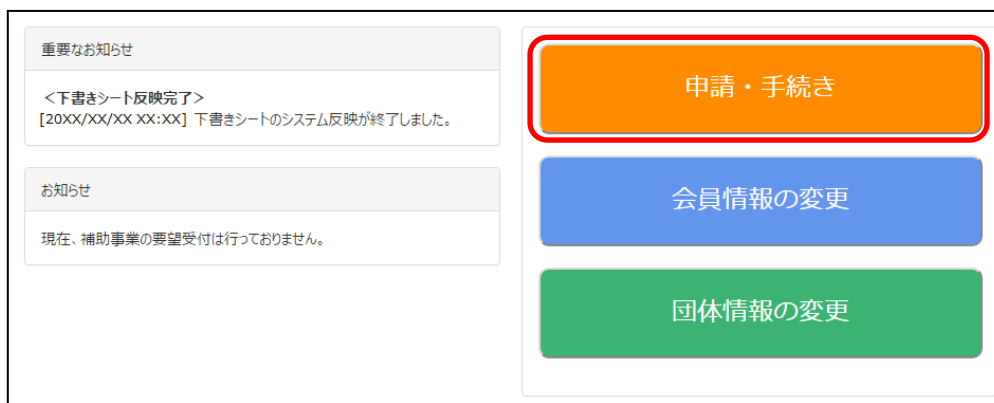 重要なお知らせ
＜下書きシート反映完了＞
[20XX/XX/XX XX:XX] 下書きシートのシステム反映が終了しました。
お知らせ
現在、補助事業の要望受付は行っておりません。
申請・手続き
会員情報の変更
団体情報の変更